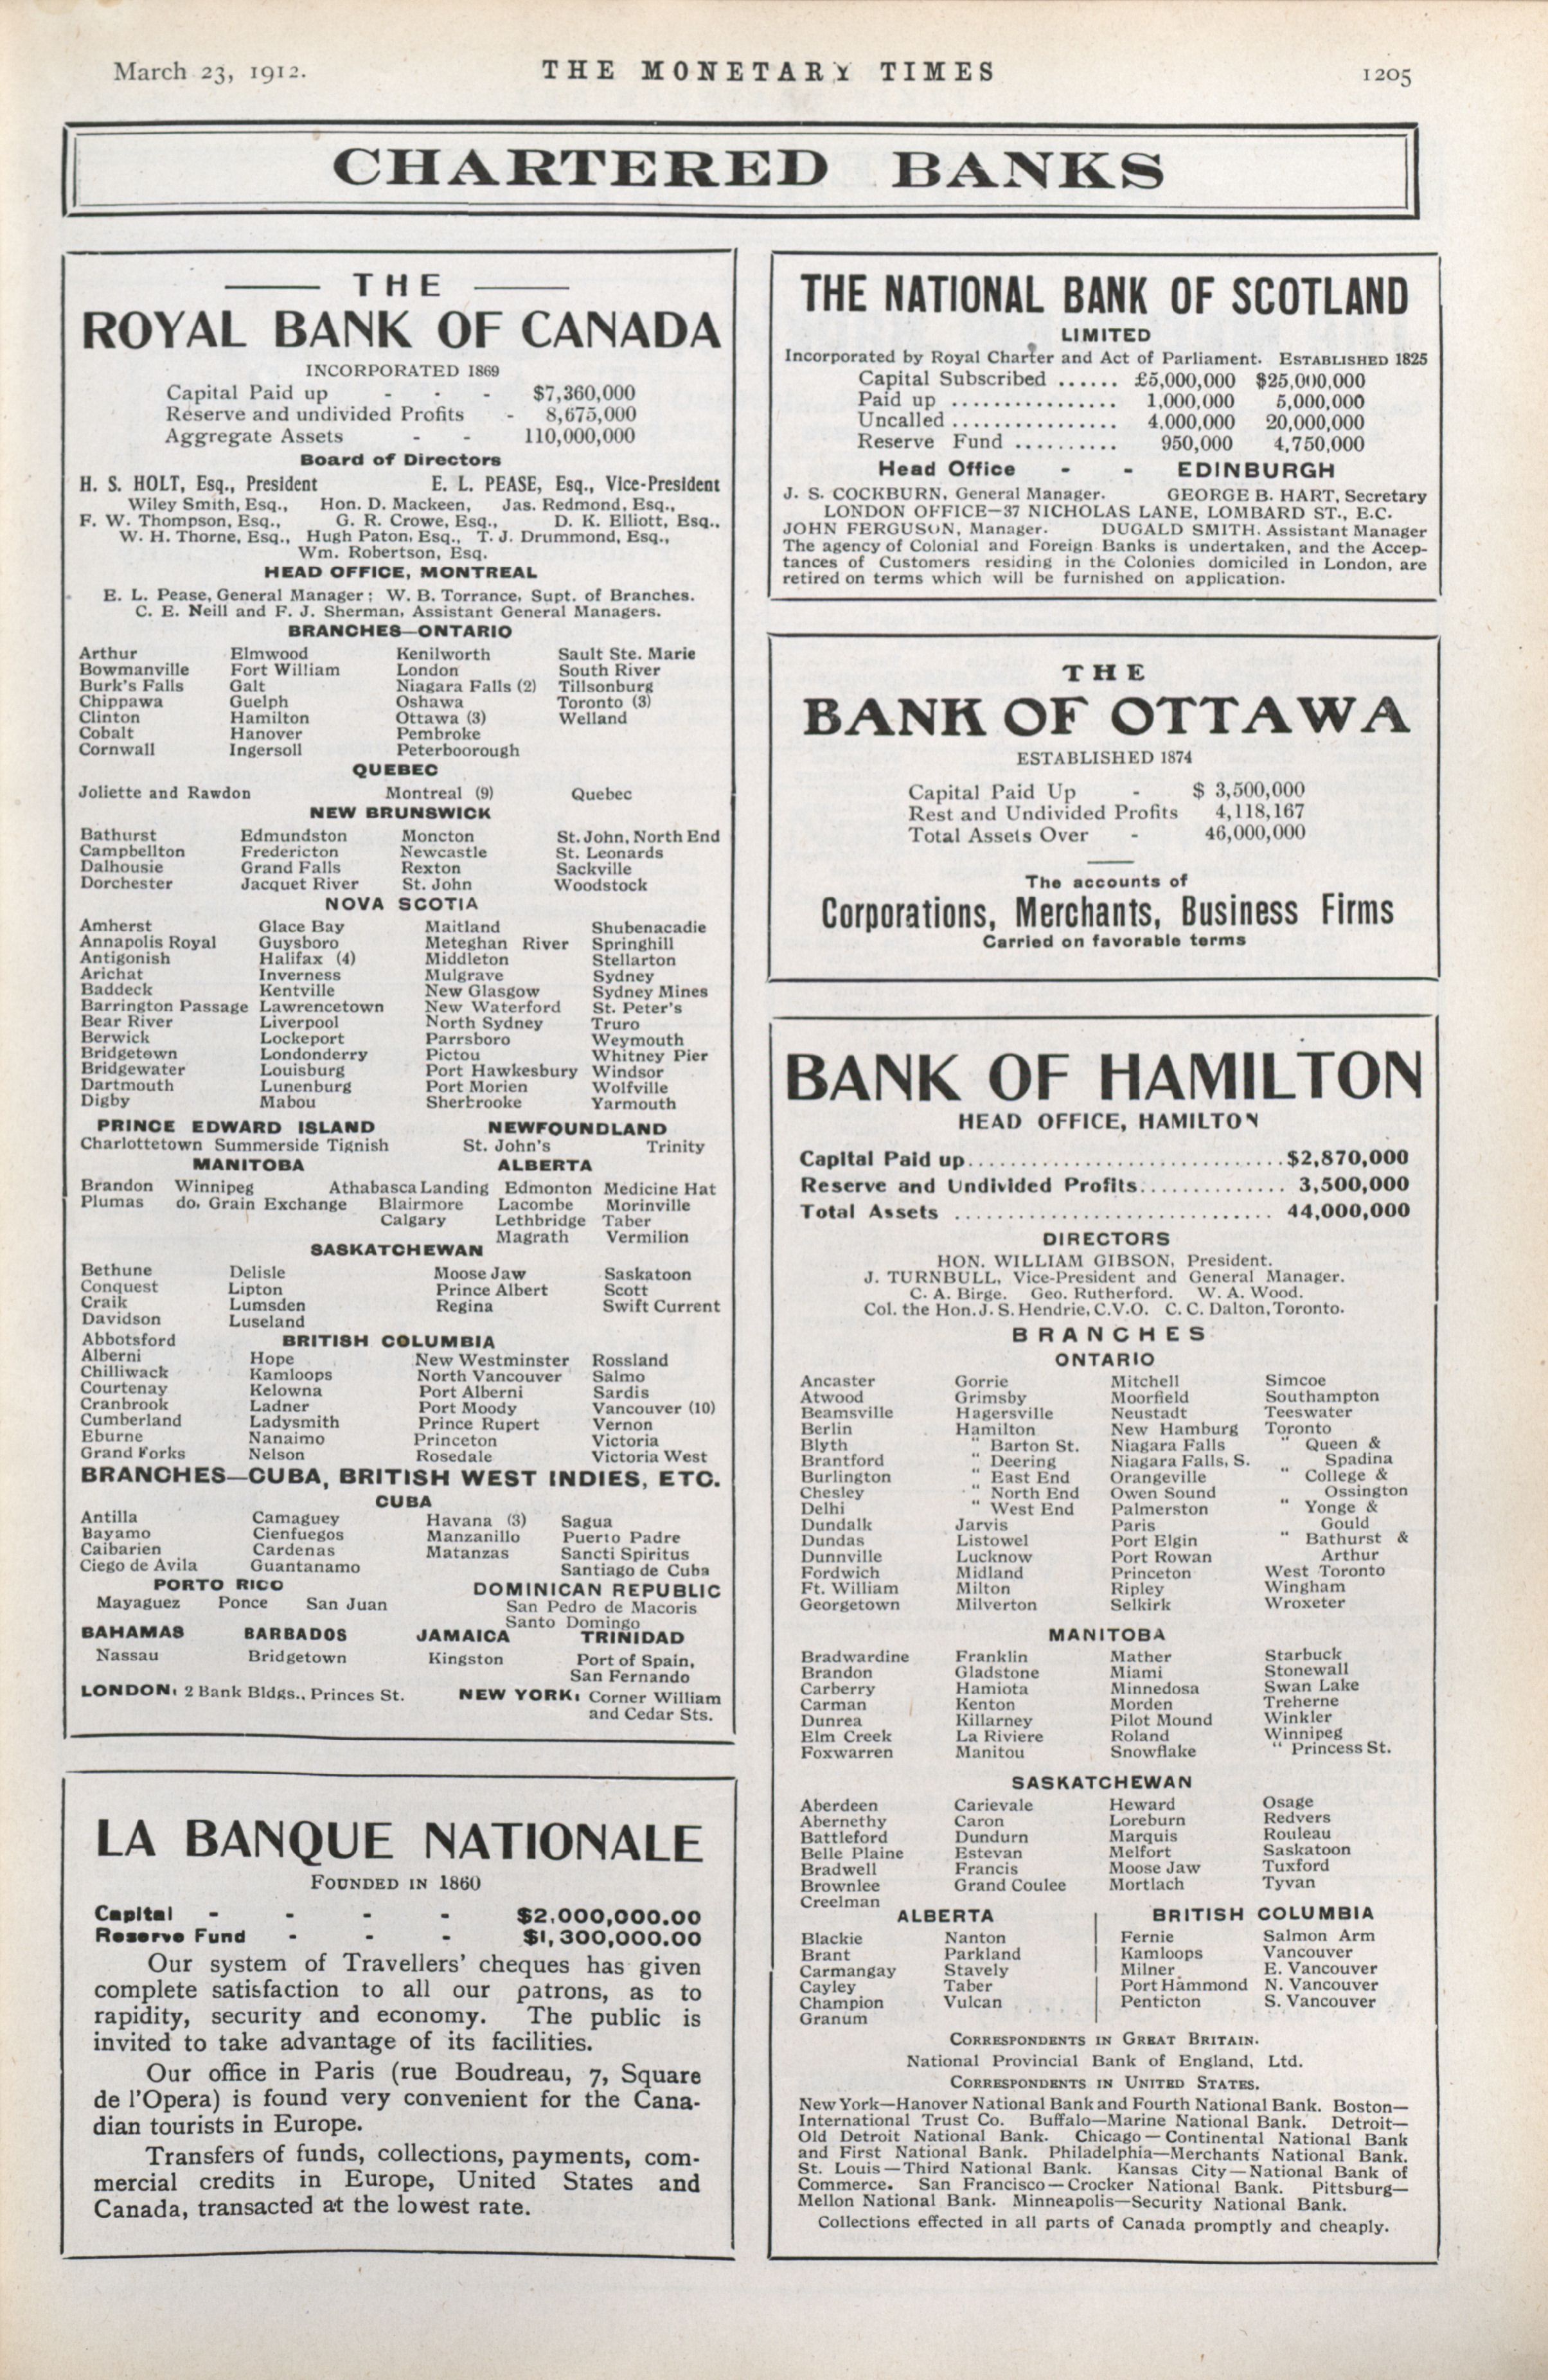 March 23, 1912.
THE MONETARY TIMES
1205
CHARTERED BANKS
THE
ROYAL BANK OF CANADA
INCORPORATED 1869
Capital Paid up - - - $7,360,000
Reserve and undivided Profits - 8,675,000
Aggregate Assets - - 110,000,000
Board of Directors
H. S. HOLT, Esq., President E. L. PEASE, Esq., Vice-President
Wiley Smith, Esq., Hon. D. Mackeen, Jas. Redmond, Esq.,
F. W. Thompson, Esq., G. R. Crowe, Esq., D. K. Elliott, Esq.,
W. H. Thorne, Esq., Hugh Paton, Esq., T. J. Drummond, Esq.,
Wm. Robertson, Esq.
HEAD OFFICE, MONTREAL
E. L. Pease, General Manager; W. B. Torrance, Supt. of Branches.
C. E. Neill and F. J. Sherman, Assistant General Managers.
BRANCHES—ONTARIO
Arthur Elmwood Kenilworth Sault Ste. Marie
Bowmanville Fort William London South River
Burk's Falls Galt Niagara Falls (2) Tillsonburg
Chippawa Guelph Oshawa Toronto (3)
Clinton Hamilton Ottawa (3) Welland
Cobalt Hanover Pembroke
Cornwall Ingersoll Peterboorough
QUEBEC
Joliette and Rawdon Montreal (9) Quebec
NEW BRUNSWICK
Bathurst Edmundston Moncton St. John, North End
Campbellton Fredericton Newcastle St. Leonards
Dalhousie Grand Falls Rexton Sackville
Dorchester Jacquet River St. John Woodstock
NOVA SCOTIA
Amherst Glace Bay Maitland Shubenacadie
Annapolis Royal Guysboro Meteghan River Springhill
Antigonish Halifax (4) Middleton Stellarton
Arichat Inverness Mulgrave Sydney
Baddeck Kentville New Glasgow Sydney Mines
Barrington Passage Lawrencetown New Waterford St. Peter's
Bear River Liverpool North Sydney Truro
Berwick Lockeport Parrsboro Weymouth
Bridgetown Londonderry Pictou Whitney Pier
Bridgewater Louisburg Port Hawkesbury Windsor
Dartmouth Lunenburg Port Morien Wolfville
Digby Mabou Sherbrooke Yarmouth
PRINCE EDWARD ISLAND NEWFOUNDLAND
Charlottetown Summerside Tignish St. John's Trinity
MANITOBA ALBERTA
Brandon Winnipeg Athabasca Landing Edmonton Medicine Hat
Plumas do. Grain Exchange Blairmore Lacombe Morinville
Calgary Lethbridge Taber
Magrath Vermilion
SASKATCHEWAN
Bethune Delisle Moose Jaw Saskatoon
Conquest Lipton Prince Albert Scott
Craik Lumsden Regina Swift Current
Davidson Luseland
Abbotsford BRITISH COLUMBIA
Alberni Hope New Westminster Rossland
Chilliwack Kamloops North Vancouver Salmo
Courtenay Kelowna Port Alberni Sardis
Cranbrook Ladner Port Moody Vancouver (10)
Cumberland Ladysmith Prince Rupert Vernon
Eburne Nanaimo Princeton Victoria
Grand Forks Nelson Rosedale Victoria West
BRANCHES—CUBA, BRITISH WEST INDIES, ETC.
CUBA
Antilla Camaguey Havana (3) Sagua
Bayamo Cienfuegos Manzanillo Puerto Padre
Caibarien Cardenas Matanzas Sancti Spiritus
Ciego de Avila Guantanamo Santiago de Cuba
PORTO RICO DOMINICAN REPUBLIC
Mayaguez Ponce San Juan San Pedro de Macoris
Santo Domingo
BAHAMAS BARBADOS JAMAICA TRINIDAD
Nassau Bridgetown Kingston Port of Spain,
San Fernando
LONDON: 2 Bank Bldgs., Princes St. NEW YORK: Corner William
and Cedar Sts.
LA BANQUE NATIONALE
FOUNDED IN 1860
Capital - - - - $2,000,000.00
Reserve Fund - - - $1,300,000.00
Our system of Travellers' cheques has given
complete satisfaction to all our patrons, as to
rapidity, security and economy. The public is
invited to take advantage of its facilities.
Our office in Paris (rue Boudreau, 7, Square
de l'Opera) is found very convenient for the Cana-
dian tourists in Europe.
Transfers of funds, collections, payments, com-
mercial credits in Europe, United States and
Canada, transacted at the lowest rate.
THE NATIONAL BANK OF SCOTLAND
LIMITED
Incorporated by Royal Charter and Act of Parliament. ESTABLISHED 1825
Capital Subscribed ...... £5,000,000 $25,000,000
Paid up ................ 1,000,000 5,000,000
Uncalled ................ 4,000,000 20,000,000
Reserve Fund .......... 950,000 4,750,000
Head Office - - EDINBURGH
J. S. COCKBURN, General Manager. GEORGE B. HART, Secretary
LONDON OFFICE—37 NICHOLAS LANE, LOMBARD ST., E.C.
JOHN FERGUSON, Manager. DUGALD SMITH, Assistant Manager
The agency of Colonial and Foreign Banks is undertaken, and the Accep-
tances of Customers residing in the Colonies domiciled in London, are
retired on terms which will be furnished on application.
THE
BANK OF OTTAWA
ESTABLISHED 1874
Capital Paid Up - $ 3,500,000
Rest and Undivided Profits 4,118,167
Total Assets Over - 46,000,000
The accounts of
Corporations, Merchants, Business Firms
Carried on favorable terms
BANK OF HAMILTON
HEAD OFFICE, HAMILTON
Capital Paid up.............................$2,870,000
Reserve and Undivided Profits.............. 3,500,000
Total Assets ............................. 44,000,000
DIRECTORS
HON. WILLIAM GIBSON, President.
J. TURNBULL, Vice-President and General Manager.
C. A. Birge. Geo. Rutherford. W. A. Wood.
Col. the Hon. J. S. Hendrie, C.V.O. C. C. Dalton, Toronto.
BRANCHES
ONTARIO
Ancaster Gorrie Mitchell Simcoe
Atwood Grimsby Moorfield Southampton
Beamsville Hagersville Neustadt Teeswater
Berlin Hamilton New Hamburg Toronto
Blyth " Barton St. Niagara Falls " Queen &
Brantford " Deering Niagara Falls, S. Spadina
Burlington " East End Orangeville " College &
Chesley " North End Owen Sound Ossington
Delhi " West End Palmerston " Yonge &
Dundalk Jarvis Paris Gould
Dundas Listowel Port Elgin " Bathurst &
Dunnville Lucknow Port Rowan Arthur
Fordwich Midland Princeton West Toronto
Ft. William Milton Ripley Wingham
Georgetown Milverton Selkirk Wroxeter
MANITOBA
Bradwardine Franklin Mather Starbuck
Brandon Gladstone Miami Stonewall
Carberry Hamiota Minnedosa Swan Lake
Carman Kenton Morden Treherne
Dunrea Killarney Pilot Mound Winkler
Elm Creek La Riviere Roland Winnipeg
Foxwarren Manitou Snowflake " Princess St.
SASKATCHEWAN
Aberdeen Carievale Heward Osage
Abernethy Caron Loreburn Redvers
Battleford Dundurn Marquis Rouleau
Belle Plaine Estevan Melfort Saskatoon
Bradwell Francis Moose Jaw Tuxford
Brownlee Grand Coulee Mortlach Tyvan
Creelman
ALBERTA BRITISH COLUMBIA
Blackie Nanton Fernie Salmon Arm
Brant Parkland Kamloops Vancouver
Carmangay Stavely Milner E. Vancouver
Cayley Taber Port Hammond N. Vancouver
Champion Vulcan Penticton S. Vancouver
Granum
CORRESPONDENTS IN GREAT BRITAIN.
National Provincial Bank of England, Ltd.
CORRESPONDENTS IN UNITED STATES.
New York—Hanover National Bank and Fourth National Bank. Boston—
International Trust Co. Buffalo—Marine National Bank. Detroit—
Old Detroit National Bank. Chicago—Continental National Bank
and First National Bank. Philadelphia—Merchants National Bank.
St. Louis—Third National Bank. Kansas City—National Bank of
Commerce. San Francisco—Crocker National Bank. Pittsburg—
Mellon National Bank. Minneapolis—Security National Bank.
Collections effected in all parts of Canada promptly and cheaply.